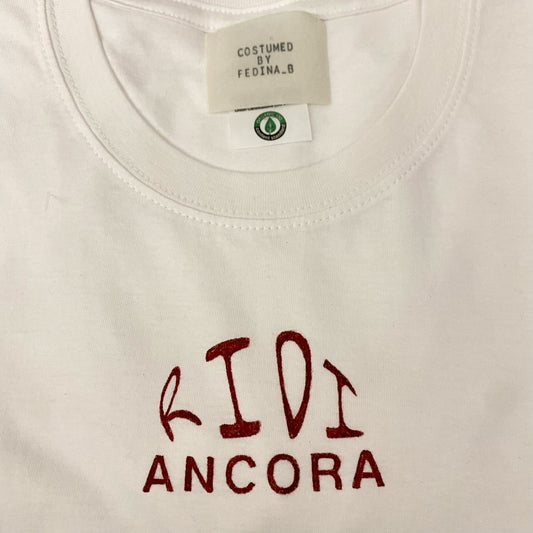 COSTUMED
BY
FEDINA_B
RIDI
ANCORA